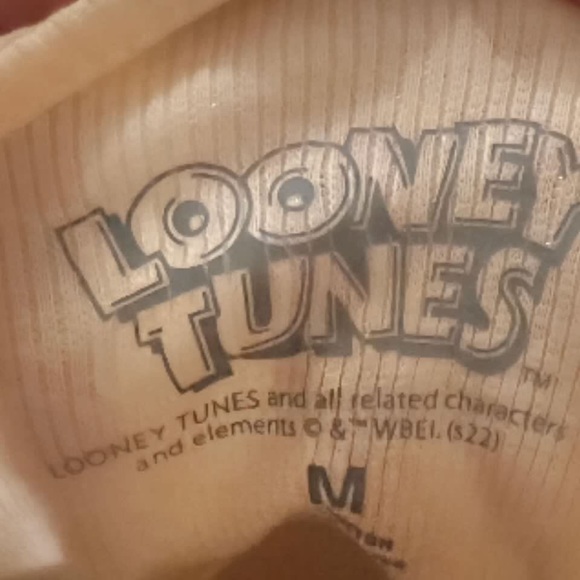 LOONEY
TUNES
TM
LOONEY TUNES and all related characters
and elements © & ™ WBEI. (s22)
M